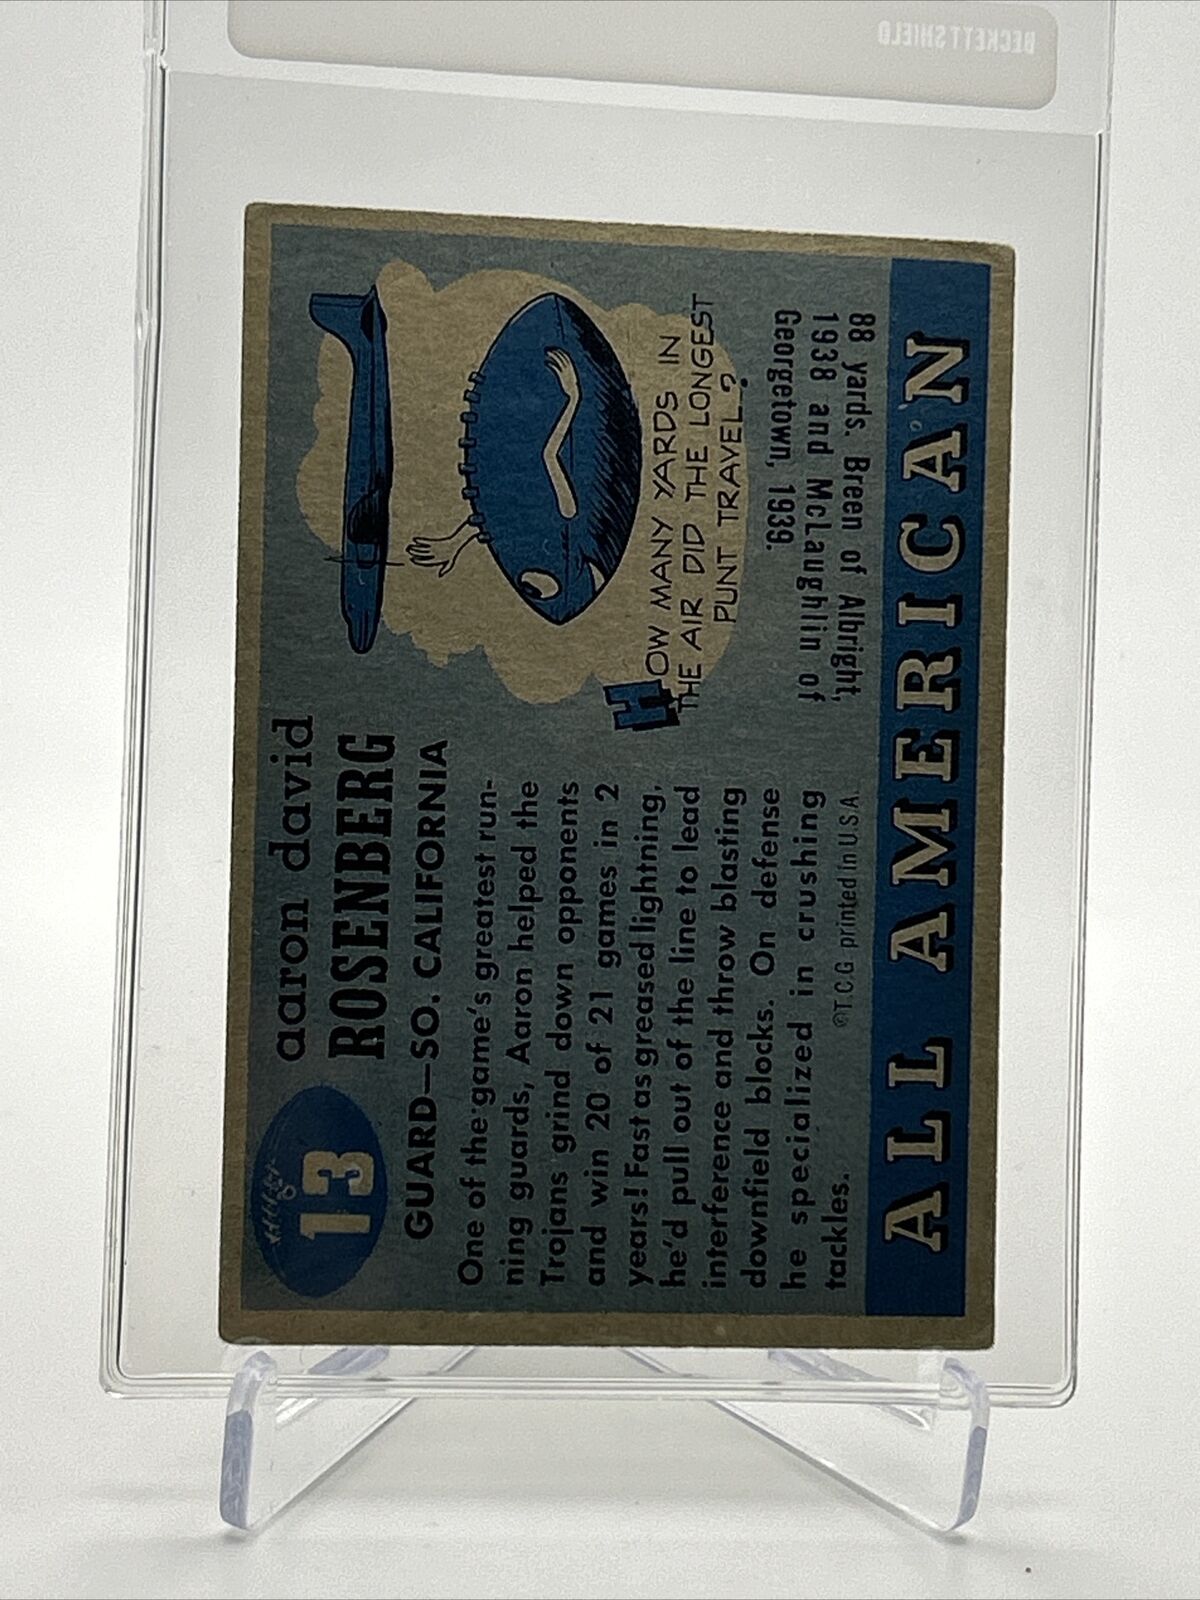 BECKETT SHIELD
13
aaron david
ROSENBERG
GUARD—SO. CALIFORNIA
One of the game's greatest run-
ning guards, Aaron helped the
Trojans grind down opponents
and win 20 of 21 games in 2
years! Fast as greased lightning,
he'd pull out of the line to lead
interference and throw blasting
downfield blocks. On defense
he specialized in crushing
tackles.
©T.C.G. printed in U.S.A.
HOW MANY YARDS IN
THE AIR DID THE LONGEST
PUNT TRAVEL?
88 yards. Breen of Albright,
1938 and McLaughlin of
Georgetown, 1939.
ALL AMERICAN